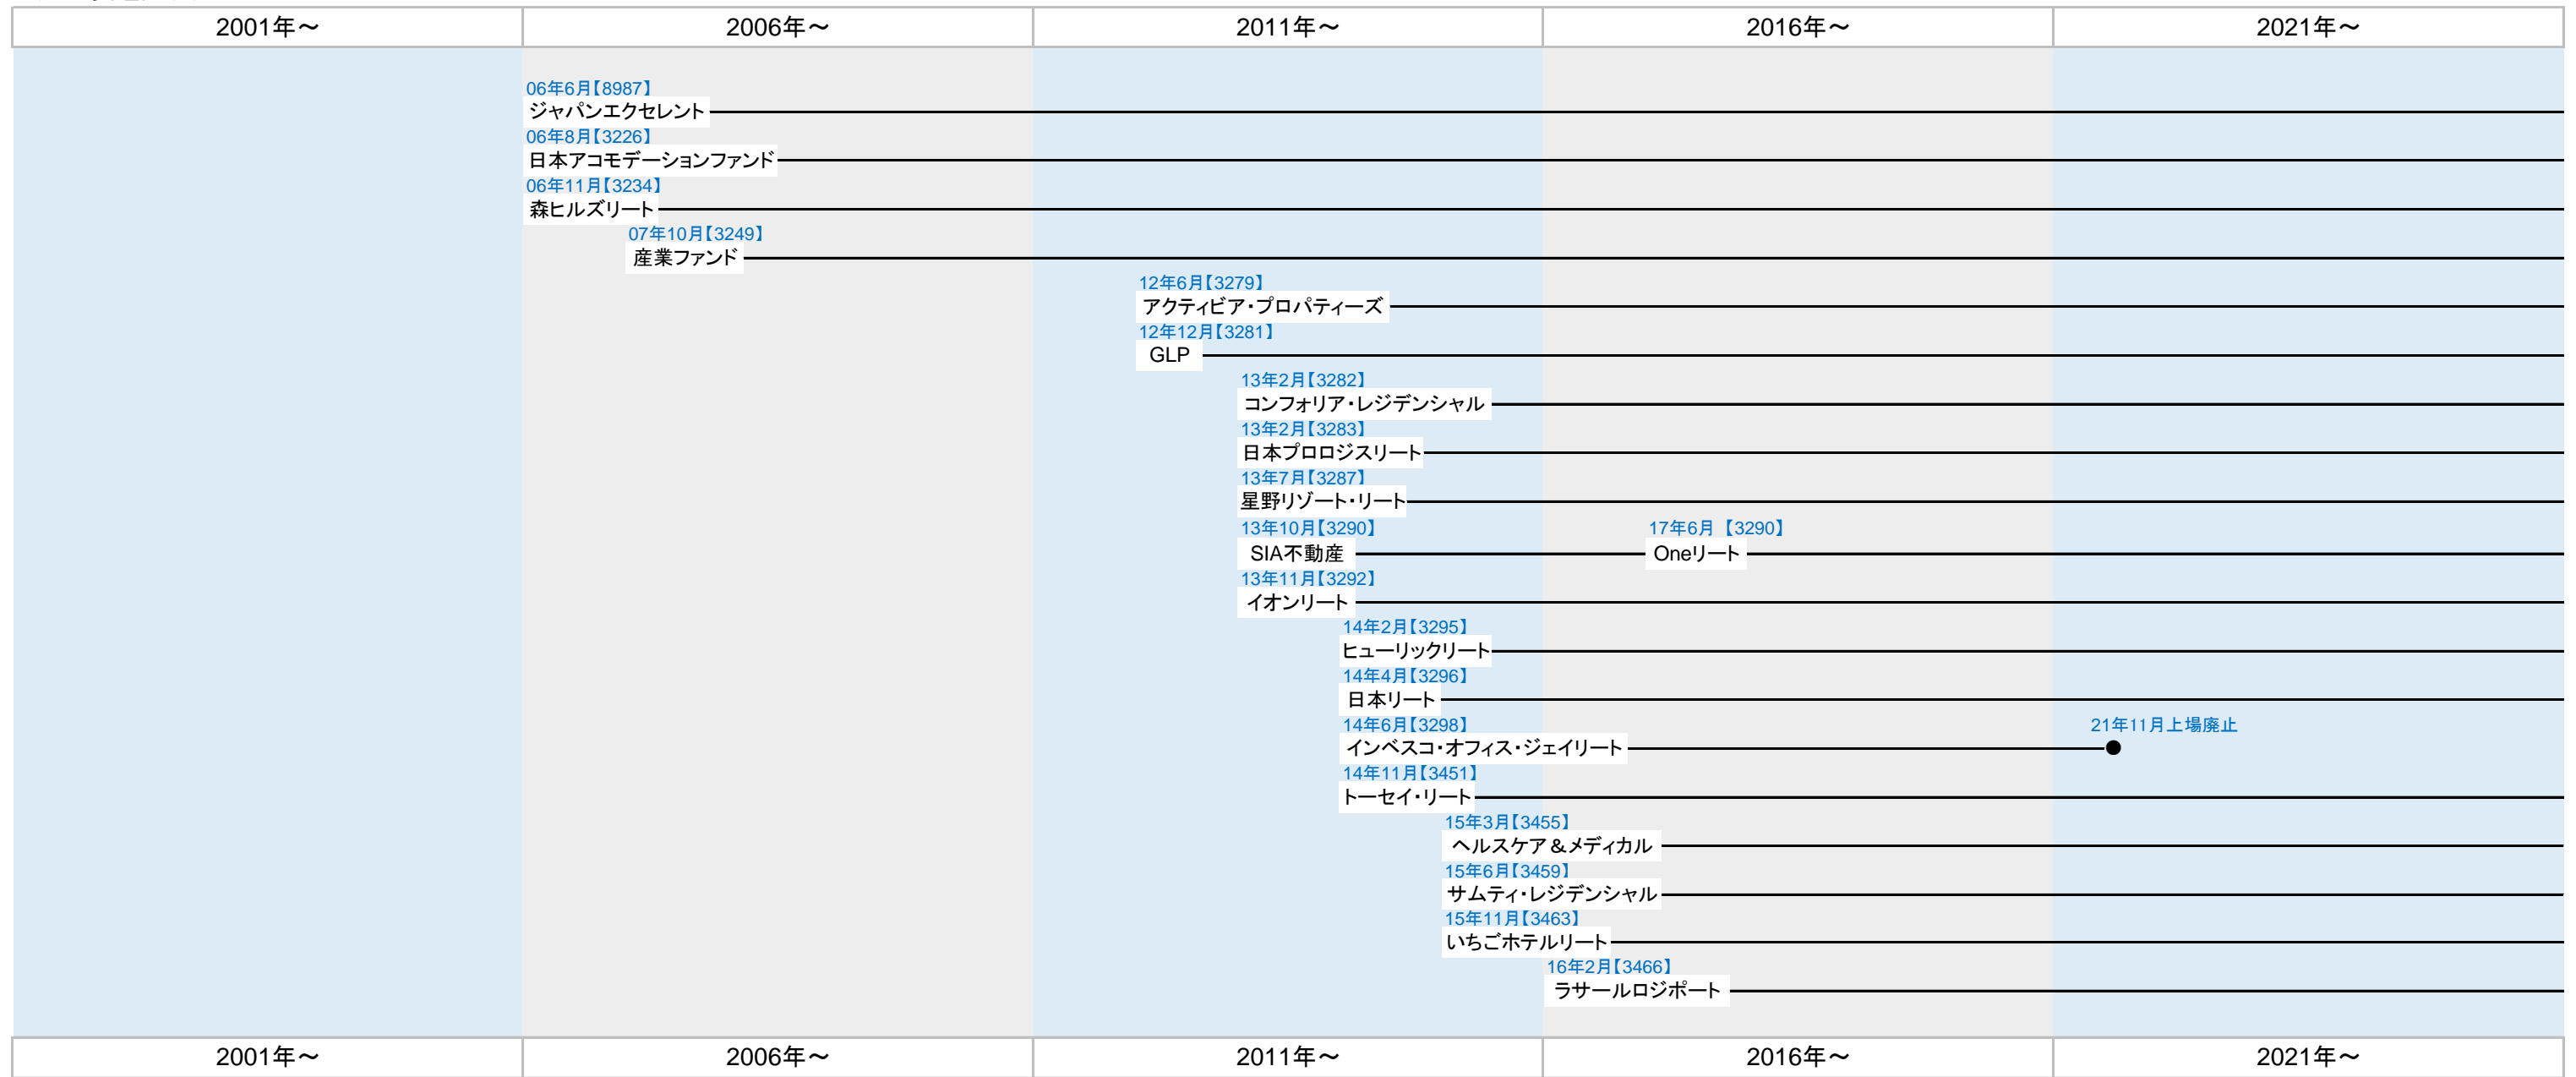 2001年～ 2006年～ 2011年～ 2016年～ 2021年～
06年6月【8987】
ジャパンエクセレント
06年8月【3226】
日本アコモデーションファンド
06年11月【3234】
森ヒルズリート
07年10月【3249】
産業ファンド
12年6月【3279】
アクティビア・プロパティーズ
12年12月【3281】
GLP
13年2月【3282】
コンフォリア・レジデンシャル
13年2月【3283】
日本プロロジスリート
13年7月【3287】
星野リゾート・リート
13年10月【3290】 17年6月 【3290】
SIA不動産 Oneリート
13年11月【3292】
イオンリート
14年2月【3295】
ヒューリックリート
14年4月【3296】
日本リート
14年6月【3298】 21年11月上場廃止
インベスコ・オフィス・ジェイリート
14年11月【3451】
トーセイ・リート
15年3月【3455】
ヘルスケア＆メディカル
15年6月【3459】
サムティ・レジデンシャル
15年11月【3463】
いちごホテルリート
16年2月【3466】
ラサールロジポート
2001年～ 2006年～ 2011年～ 2016年～ 2021年～